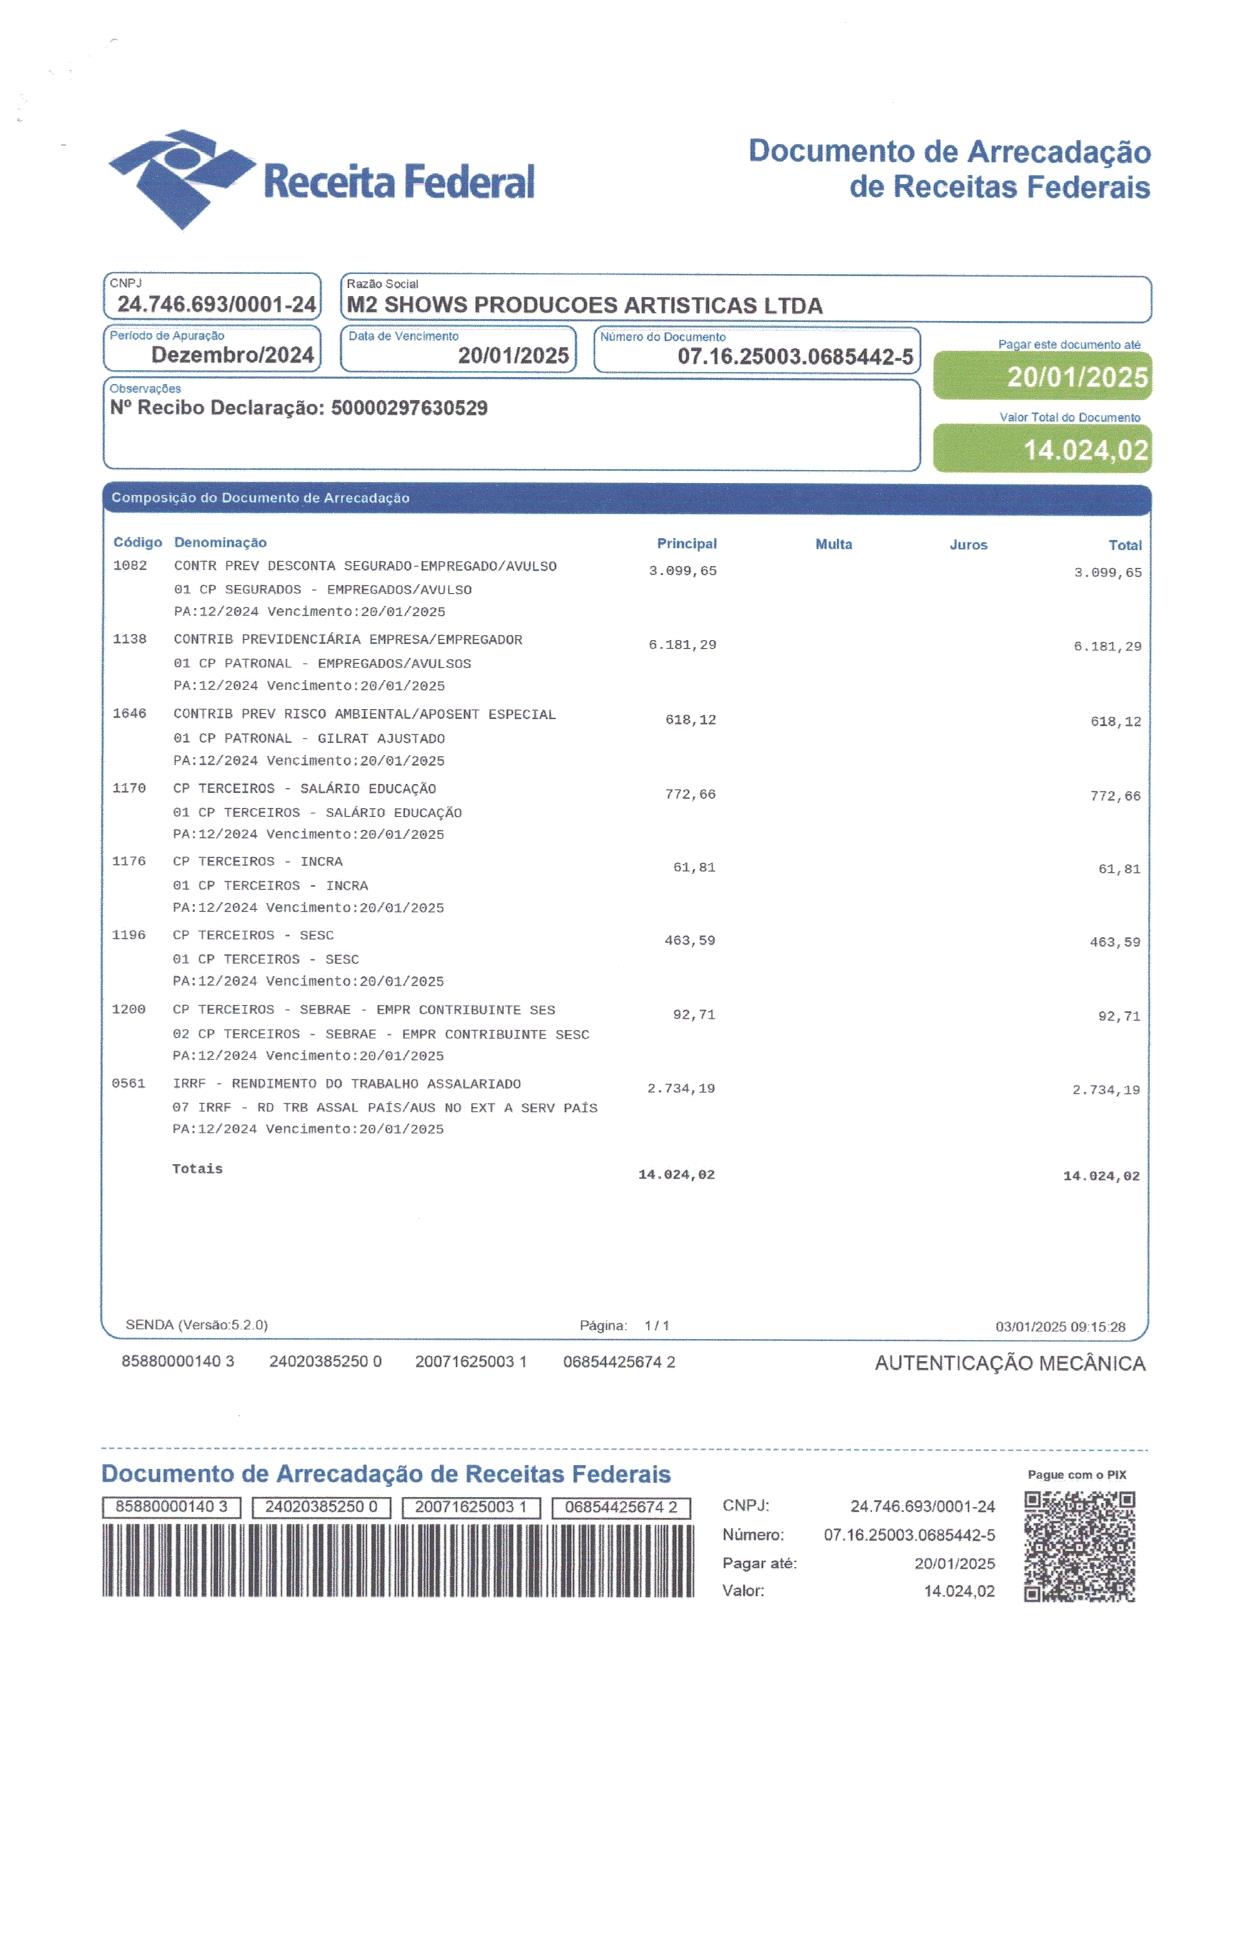 Receita Federal
Documento de Arrecadação
de Receitas Federais
CNPJ
24.746.693/0001-24
Razão Social
M2 SHOWS PRODUCOES ARTISTICAS LTDA
Período de Apuração
Dezembro/2024
Data de Vencimento
20/01/2025
Número do Documento
07.16.25003.0685442-5
Pagar este documento até
20/01/2025
Observações
Nº Recibo Declaração: 50000297630529
Valor Total do Documento
14.024,02
Composição do Documento de Arrecadação
Código Denominação Principal Multa Juros Total
1082 CONTR PREV DESCONTA SEGURADO-EMPREGADO/AVULSO 3.099,65 3.099,65
01 CP SEGURADOS - EMPREGADOS/AVULSO
PA:12/2024 Vencimento:20/01/2025
1138 CONTRIB PREVIDENCIÁRIA EMPRESA/EMPREGADOR 6.181,29 6.181,29
01 CP PATRONAL - EMPREGADOS/AVULSOS
PA:12/2024 Vencimento:20/01/2025
1646 CONTRIB PREV RISCO AMBIENTAL/APOSENT ESPECIAL 618,12 618,12
01 CP PATRONAL - GILRAT AJUSTADO
PA:12/2024 Vencimento:20/01/2025
1170 CP TERCEIROS - SALÁRIO EDUCAÇÃO 772,66 772,66
01 CP TERCEIROS - SALÁRIO EDUCAÇÃO
PA:12/2024 Vencimento:20/01/2025
1176 CP TERCEIROS - INCRA 61,81 61,81
01 CP TERCEIROS - INCRA
PA:12/2024 Vencimento:20/01/2025
1196 CP TERCEIROS - SESC 463,59 463,59
01 CP TERCEIROS - SESC
PA:12/2024 Vencimento:20/01/2025
1200 CP TERCEIROS - SEBRAE - EMPR CONTRIBUINTE SES 92,71 92,71
02 CP TERCEIROS - SEBRAE - EMPR CONTRIBUINTE SESC
PA:12/2024 Vencimento:20/01/2025
0561 IRRF - RENDIMENTO DO TRABALHO ASSALARIADO 2.734,19 2.734,19
07 IRRF - RD TRB ASSAL PAÍS/AUS NO EXT A SERV PAÍS
PA:12/2024 Vencimento:20/01/2025
Totais 14.024,02 14.024,02
SENDA (Versão:5.2.0) Página: 1 / 1 03/01/2025 09:15:28
85880000140 3 24020385250 0 20071625003 1 06854425674 2 AUTENTICAÇÃO MECÂNICA
Documento de Arrecadação de Receitas Federais
85880000140 3 24020385250 0 20071625003 1 06854425674 2
CNPJ: 24.746.693/0001-24
Número: 07.16.25003.0685442-5
Pagar até: 20/01/2025
Valor: 14.024,02
Pague com o PIX